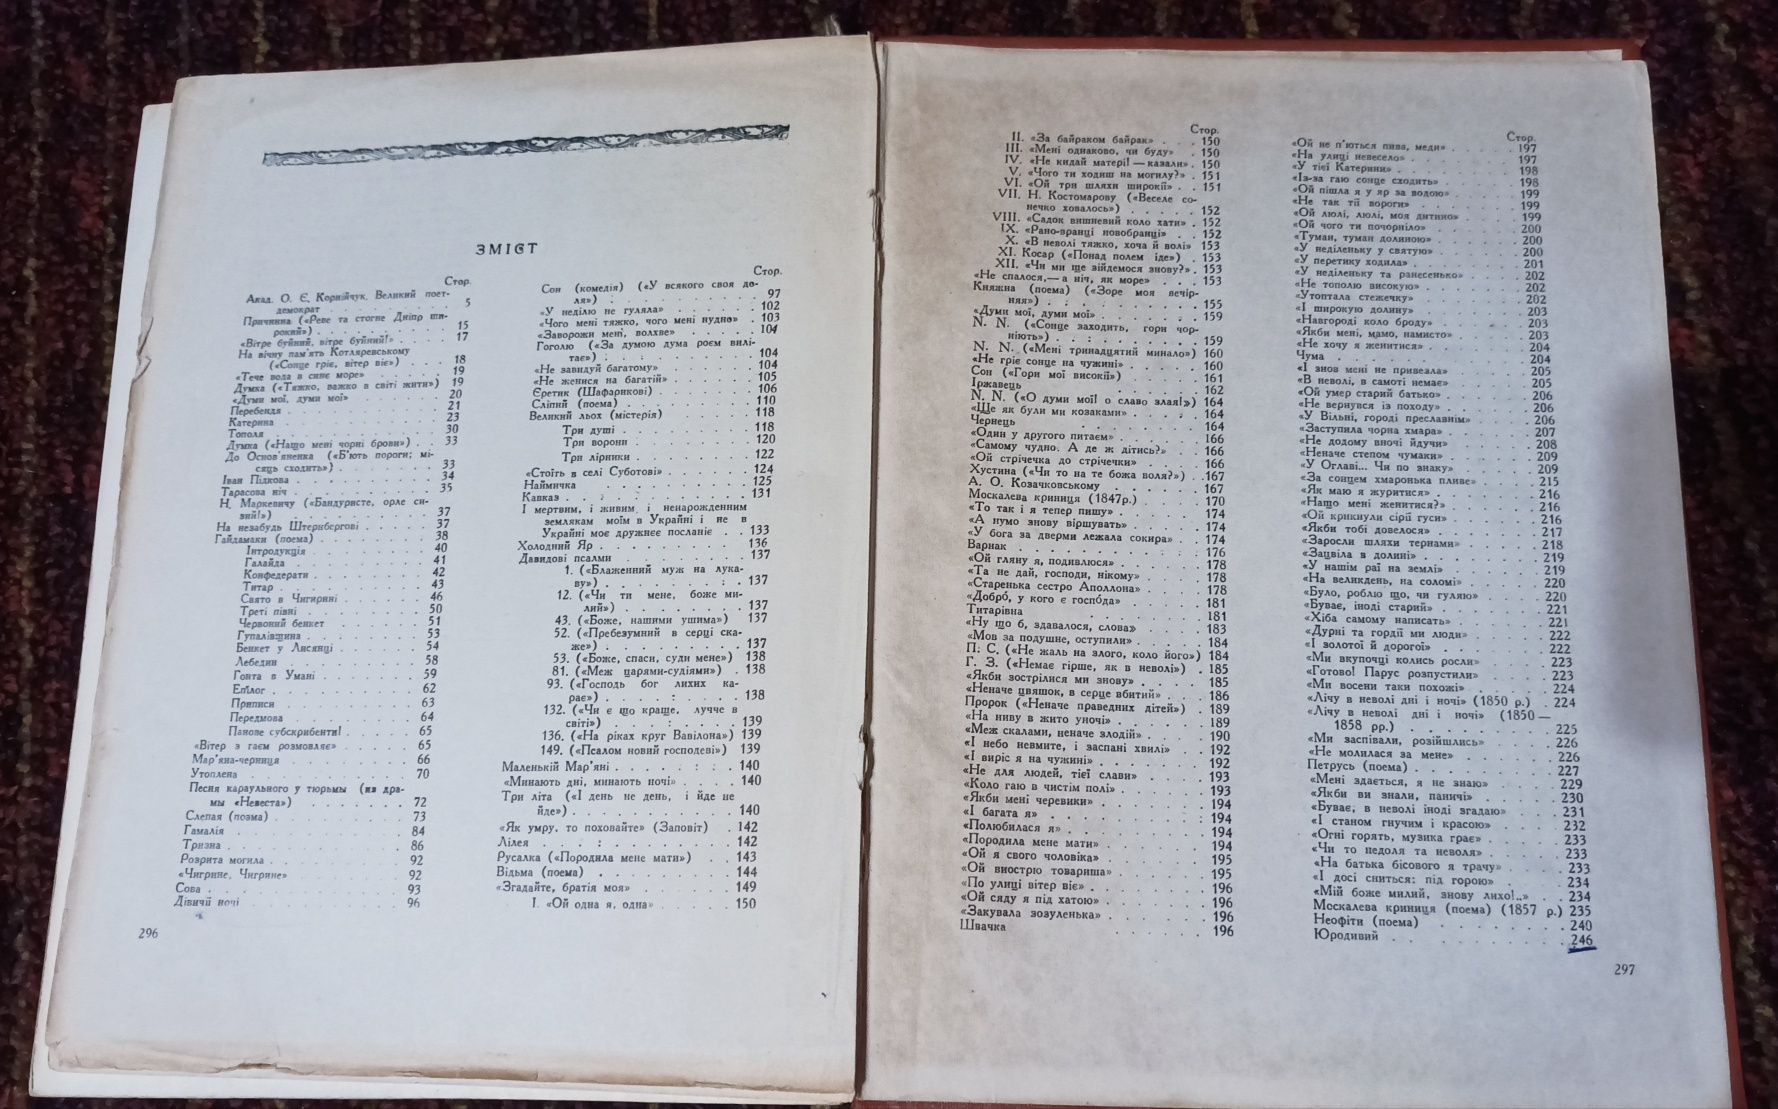 ЗМІСТ
Стор.
Акад. О. Є. Корнійчук. Великий поет-
демократ . . . . . 5
Причинна («Реве та стогне Дніпр ши-
рокий») . . . . . 15
«Вітре буйний, вітре буйний!» . . . . . 17
На вічну пам'ять Котляревському
(«Сонце гріє, вітер віє») . . . 18
«Тече вода в синє море» . . . . . 19
Думка («Тяжко, важко в світі жити») 19
«Думи мої, думи мої» . . . . . 20
Перебендя . . . . . 21
Катерина . . . . . 23
Тополя . . . . . 30
Думка («Нащо мені чорні брови») . . 33
До Основ'яненка («Б'ють пороги; мі-
сяць сходить») . . . . . 33
Іван Підкова . . . . . 34
Тарасова ніч . . . . . 35
Н. Маркевичу («Бандуристе, орле си-
зий!») . . . . . 37
На незабудь Штернбергові . . . . . 37
Гайдамаки (поема) . . . . . 38
Інтродукція . . . . . 40
Галайда . . . . . 41
Конфедерати . . . . . 42
Титар . . . . . 43
Свято в Чигирині . . . . . 46
Треті півні . . . . . 50
Червоний бенкет . . . . . 51
Гупалівщина . . . . . 53
Бенкет у Лисянці . . . . . 54
Лебедин . . . . . 58
Гонта в Умані . . . . . 59
Епілог . . . . . 62
Приписи . . . . . 63
Передмова . . . . . 64
Панове субскрибенти! . . . . . 65
«Вітер з гаєм розмовляє» . . . . . 65
Мар'яна-черниця . . . . . 66
Утоплена . . . . . 70
Песня караульного у тюрьмы (из дра-
мы «Невеста») . . . . . 72
Слепая (поэма) . . . . . 73
Гамалія . . . . . 84
Тризна . . . . . 86
Розрита могила . . . . . 92
«Чигрине, Чигрине» . . . . . 92
Сова . . . . . 93
Дівичії ночі . . . . . 96
296
Стор.
Сон (комедія) («У всякого своя до-
ля») . . . . . 97
«У неділю не гуляла» . . . . . 102
«Чого мені тяжко, чого мені нудно» . . 103
«Заворожи мені, волхве» . . . . 104
Гоголю («За думою дума роєм вилі-
тає») . . . . . 104
«Не завидуй багатому» . . . . . 104
«Не женися на багатій» . . . . . 105
Єретик (Шафарикові) . . . . . 106
Сліпий (поема) . . . . . 110
Великий льох (містерія) . . . . . 118
Три душі . . . . . 118
Три ворони . . . . . 120
Три лірники . . . . . 122
«Стоїть в селі Суботові» . . . . . 124
Наймичка . . . . . 125
Кавказ . . . . . 131
І мертвим, і живим, і ненарожденним
землякам моїм в Україні і не в
Україні моє дружнєє посланіє . . 133
Холодний Яр . . . . . 136
Давидові псалми . . . . . 137
1. («Блаженний муж на лука-
ву») . . . . . 137
12. («Чи ти мене, боже ми-
лий») . . . . . 137
43. («Боже, нашими ушима») 137
52. («Пребезумний в серці ска-
же») . . . . . 137
53. («Боже, спаси, суди мене») 138
81. («Меж царями-судіями») . 138
93. («Господь бог лихих ка-
рає») . . . . . 138
132. («Чи є що краще, лучче в
світі») . . . . . 139
136. («На ріках круг Вавілона») 139
149. («Псалом новий господеві») 139
Маленькій Мар'яні . . . . . 140
«Минають дні, минають ночі» . . . . 140
Три літа («І день не день, і йде не
йде») . . . . . 140
«Як умру, то поховайте» (Заповіт) . 142
Лілея . . . . . 142
Русалка («Породила мене мати») . . 143
Відьма (поема) . . . . . 144
«Згадайте, братія моя» . . . . . 149
I. «Ой одна я, одна» . . . . . 150
Стор.
II. «За байраком байрак» . . . 150
III. «Мені однаково, чи буду» . 150
IV. «Не кидай матері! — казали» . 150
V. «Чого ти ходиш на могилу?» . 151
VI. «Ой три шляхи широкії» . . 151
VII. Н. Костомарову («Веселе со-
нечко ховалось») . . . . . 152
VIII. «Садок вишневий коло хати» . 152
IX. «Рано-вранці новобранці» . . 152
X. «В неволі тяжко, хоча й волі» 153
XI. Косар («Понад полем іде») . 153
XII. «Чи ми ще зійдемося знову?» . 153
«Не спалося,— а ніч, як море» . . . 153
Княжна (поема) («Зоре моя вечір-
няя») . . . . . 155
«Думи мої, думи мої» . . . . . 159
N. N. («Сонце заходить, гори чор-
ніють») . . . . . 159
N. N. («Мені тринадцятий минало») 160
«Не гріє сонце на чужині» . . . . 160
Сон («Гори мої високії») . . . . 161
Іржавець . . . . . 162
N. N. («О думи мої! о славо злая!») 164
«Ще як були ми козаками» . . . . 164
Чернець . . . . . 164
«Один у другого питаєм» . . . . 166
«Самому чудно. А де ж дітись?» . . 166
«Ой стрічечка до стрічечки» . . . 166
Хустина («Чи то на те божа воля?») . . 167
А. О. Козачковському . . . . . 167
Москалева криниця (1847р.) . . . . 170
«То так і я тепер пишу» . . . . . 174
«А нумо знову віршувать» . . . . 174
«У бога за дверми лежала сокира» . . 174
Варнак . . . . . 176
«Ой гляну я, подивлюся» . . . . . 178
«Та не дай, господи, нікому» . . . 178
«Старенька сестро Аполлона» . . . . 178
«Добро́, у кого є госпо́да» . . . . 181
Титарівна . . . . . 181
«Ну що б, здавалося, слова» . . . . 183
«Мов за подушне, оступили» . . . . 184
П. С. («Не жаль на злого, коло його») 184
Г. З. («Немає гірше, як в неволі») . 185
«Якби зострілися ми знову» . . . . 185
«Неначе цвяшок, в серце вбитий» . . . 186
Пророк («Неначе праведних дітей») . 189
«На ниву в жито уночі» . . . . . 189
«Меж скалами, неначе злодій» . . . 190
«І небо невмите, і заспані хвилі» . . . 192
«І виріс я на чужині» . . . . . 192
«Не для людей, тієї слави» . . . . 193
«Коло гаю в чистім полі» . . . . . 193
«Якби мені черевики» . . . . . 194
«І багата я» . . . . . 194
«Полюбилася я» . . . . . 194
«Породила мене мати» . . . . . 194
«Ой я свого чоловіка» . . . . . 195
«Ой виострю товариша» . . . . . 195
«По улиці вітер віє» . . . . . 196
«Ой сяду я під хатою» . . . . . 196
«Закувала зозуленька» . . . . . 196
Швачка . . . . . 196
Стор.
«Ой не п'ються пива, меди» . . . . 197
«На улиці невесело» . . . . . 197
«У тієї Катерини» . . . . . 198
«Із-за гаю сонце сходить» . . . . . 198
«Ой пішла я у яр за водою» . . . . 199
«Не так тії вороги» . . . . . 199
«Ой люлі, люлі, моя дитино» . . . . 199
«Ой чого ти почорніло» . . . . . 200
«Туман, туман долиною» . . . . . 200
«У неділеньку у святую» . . . . . 200
«У перетику ходила» . . . . . 201
«У неділеньку та ранесенько» . . . . 202
«Не тополю високую» . . . . . 202
«Утоптала стежечку» . . . . . 202
«І широкую долину» . . . . . 203
«Навгороді коло броду» . . . . . 203
«Якби мені, мамо, намисто» . . . . 203
«Не хочу я женитися» . . . . . 204
Чума . . . . . 204
«І знов мені не привезла» . . . . . 205
«В неволі, в самоті немає» . . . . . 205
«Ой умер старий батько» . . . . . 206
«Не вернувся із походу» . . . . . 206
«У Вільні, городі преславнім» . . . 206
«Заступила чорна хмара» . . . . . 207
«Не додому вночі йдучи» . . . . . 208
«Неначе степом чумаки» . . . . . 209
«У Оглаві... Чи по знаку» . . . . . 209
«За сонцем хмаронька пливе» . . . . 215
«Як маю я журитися» . . . . . 216
«Нащо мені женитися?» . . . . . 216
«Ой крикнули сірії гуси» . . . . . 216
«Якби тобі довелося» . . . . . 217
«Заросли шляхи тернами» . . . . . 218
«Зацвіла в долині» . . . . . 219
«У нашім раї на землі» . . . . . 219
«На великдень, на соломі» . . . . . 220
«Було, роблю що, чи гуляю» . . . . 220
«Буває, іноді старий» . . . . . 221
«Хіба самому написать» . . . . . 221
«Дурні та гордії ми люди» . . . . . 222
«І золотої й дорогої» . . . . . 222
«Ми вкупочці колись росли» . . . . 223
«Готово! Парус розпустили» . . . . 223
«Ми восени таки похожі» . . . . . 224
«Лічу в неволі дні і ночі» (1850 р.) . 224
«Лічу в неволі дні і ночі» (1850 —
1858 рр.) . . . . . 225
«Ми заспівали, розійшлись» . . . . 226
«Не молилася за мене» . . . . . 226
Петрусь (поема) . . . . . 227
«Мені здається, я не знаю» . . . . 229
«Якби ви знали, паничі» . . . . . 230
«Буває, в неволі іноді згадаю» . . . 231
«І станом гнучим і красою» . . . . 232
«Огні горять, музика грає» . . . . 233
«Чи то недоля та неволя» . . . . . 233
«На батька бісового я трачу» . . . . 233
«І досі сниться: під горою» . . . . 234
«Мій боже милий, знову лихо!..» . . 234
Москалева криниця (поема) (1857 р.) 235
Неофіти (поема) . . . . . 240
Юродивий . . . . . 246
297